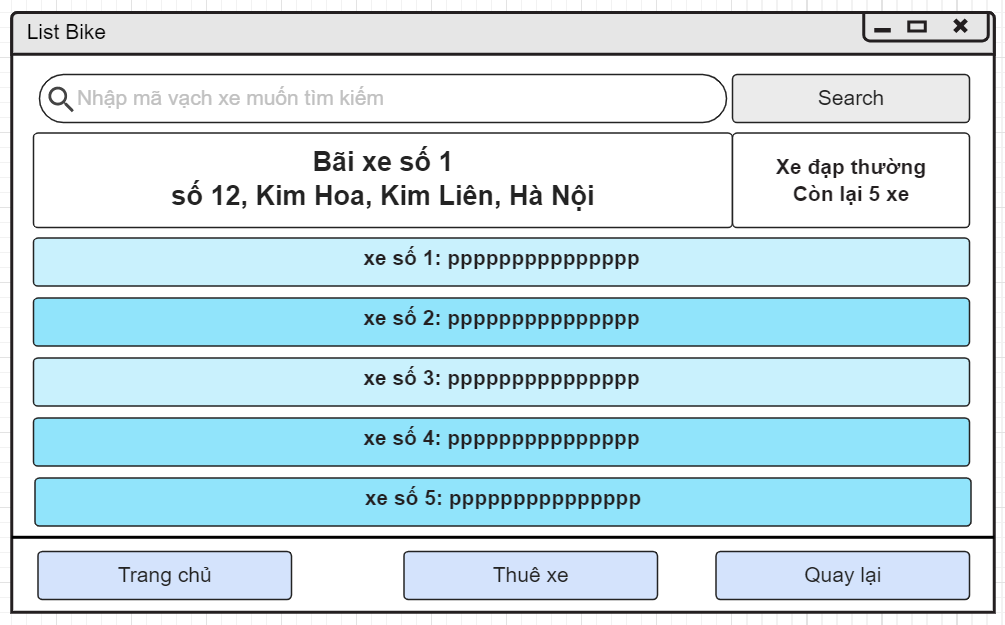 List Bike
Nhập mã vạch xe muốn tìm kiếm
Search
Bãi xe số 1
số 12, Kim Hoa, Kim Liên, Hà Nội
Xe đạp thường
Còn lại 5 xe
xe số 1: ppppppppppppppp
xe số 2: ppppppppppppppp
xe số 3: ppppppppppppppp
xe số 4: ppppppppppppppp
xe số 5: ppppppppppppppp
Trang chủ
Thuê xe
Quay lại